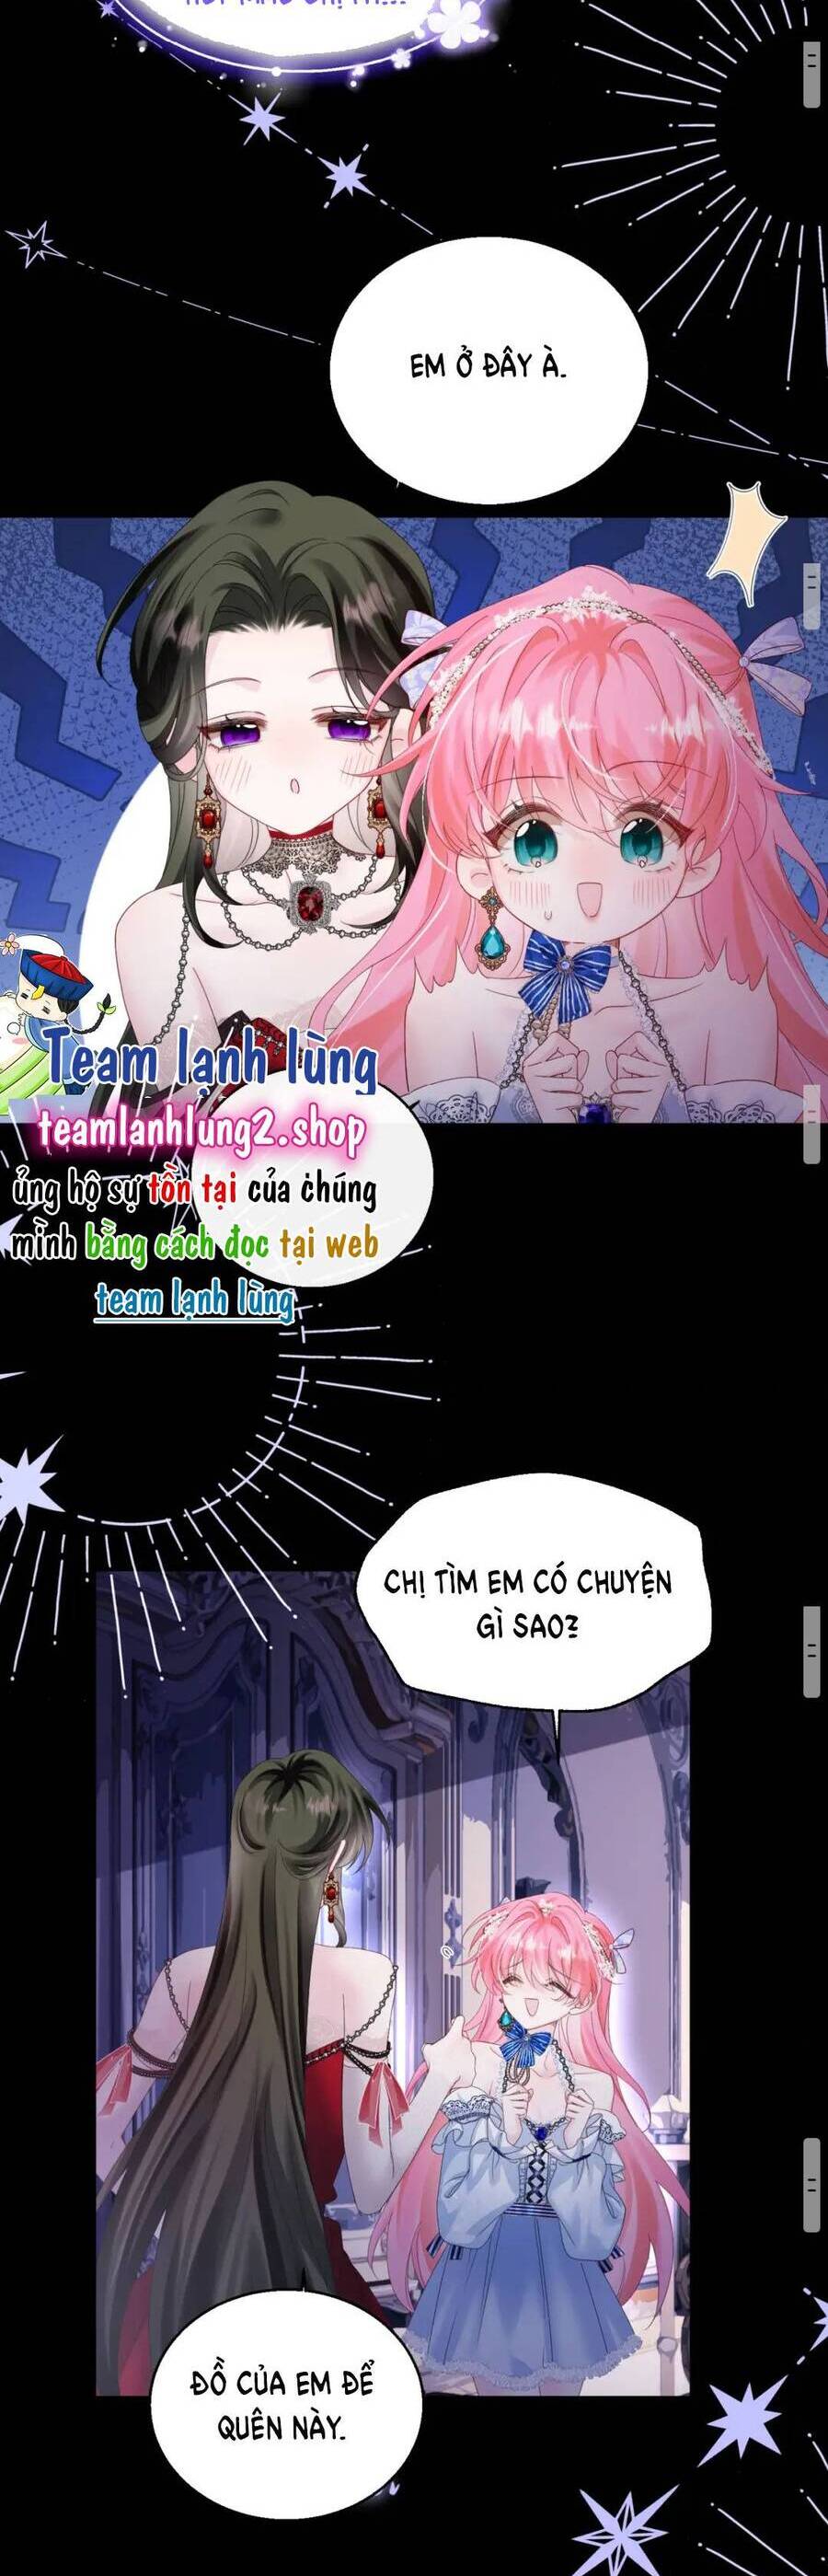 EM Ở ĐÂY À.
Team lạnh lùng
teamlanhlung2.shop
ủng hộ sự tồn tại của chúng
mình bằng cách đọc tại web
team lạnh lùng
CHỊ TÌM EM CÓ CHUYỆN
GÌ SAO?
ĐỒ CỦA EM ĐỂ
QUÊN NÀY.